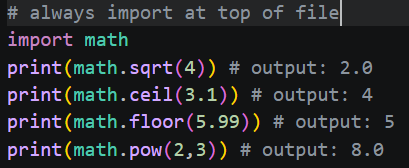 # always import at top of file
import math
print(math.sqrt(4)) # output: 2.0
print(math.ceil(3.1)) # output: 4
print(math.floor(5.99)) # output: 5
print(math.pow(2,3)) # output: 8.0